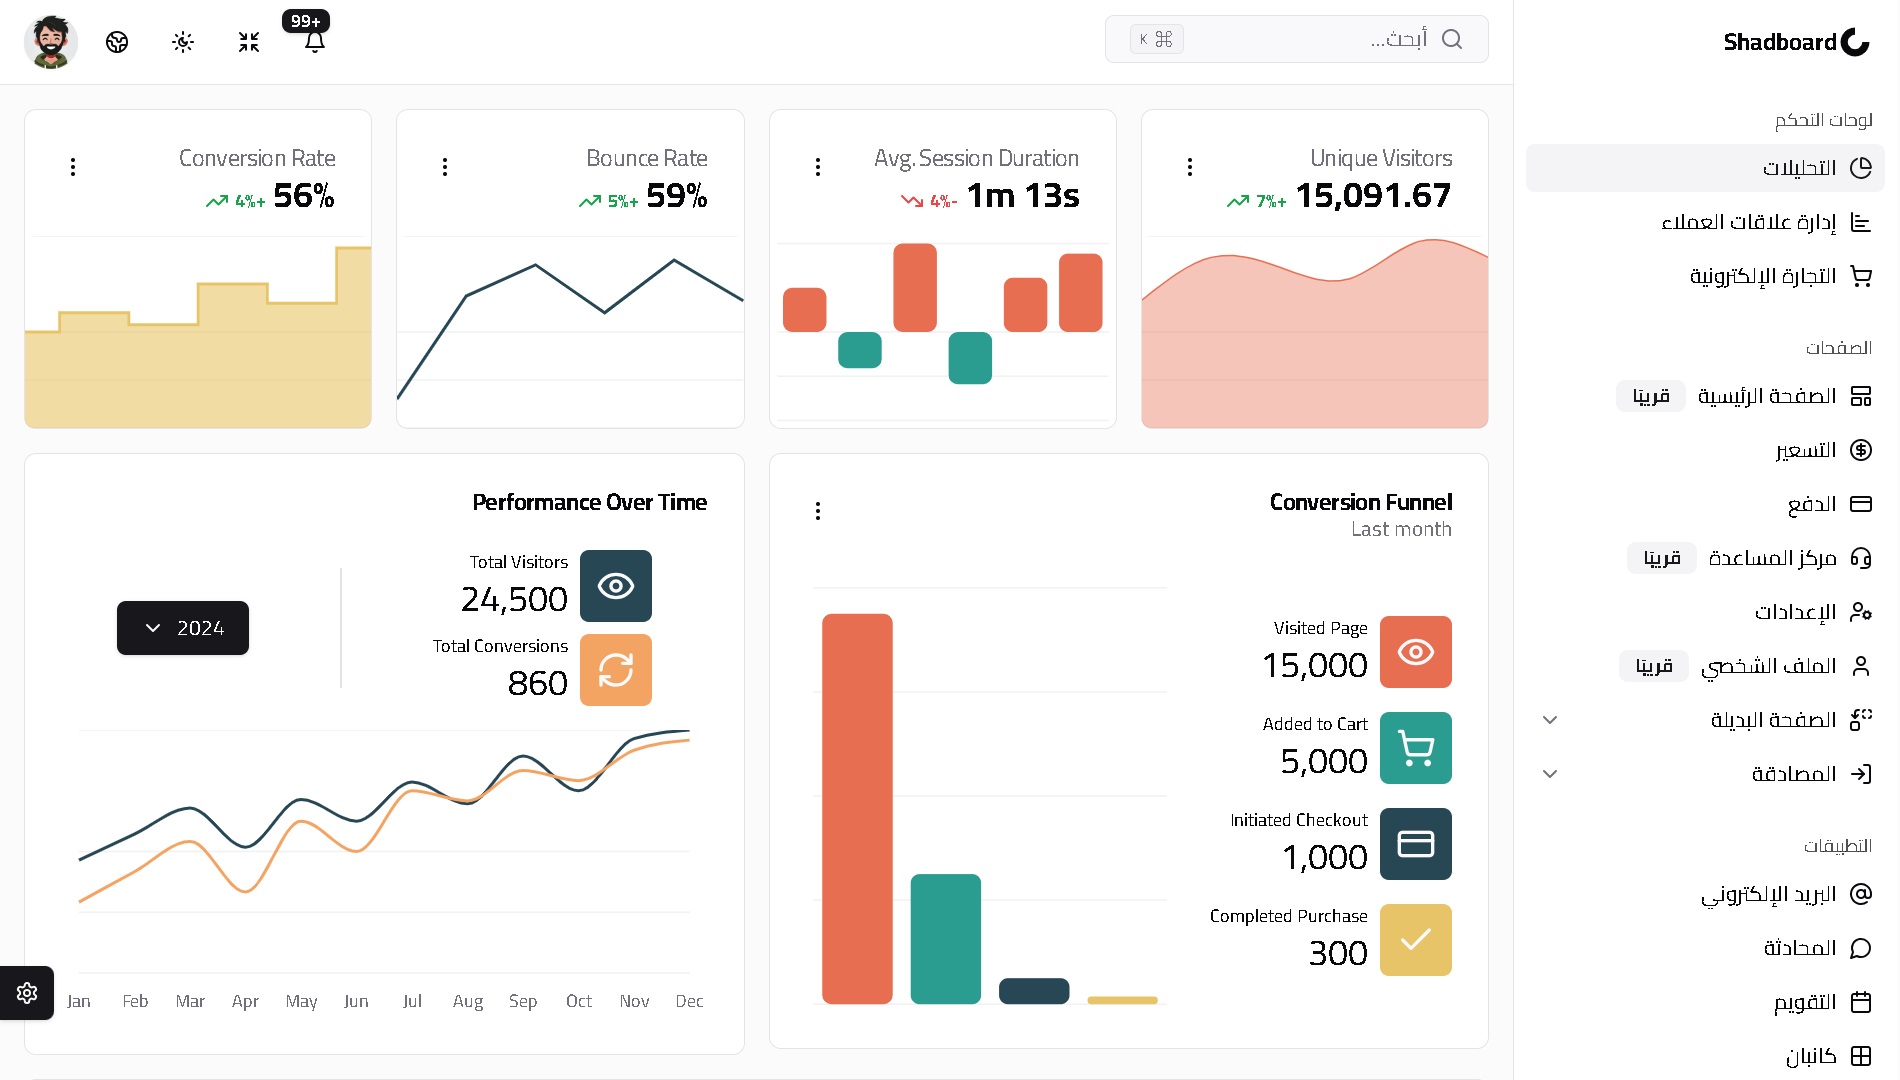 Shadboard
لوحات التحكم
التحليلات
إدارة علاقات العملاء
التجارة الإلكترونية
الصفحات
الصفحة الرئيسية قريبًا
التسعير
الدفع
مركز المساعدة قريبًا
الإعدادات
الملف الشخصي قريبًا
الصفحة البديلة
المصادقة
التطبيقات
البريد الإلكتروني
المحادثة
التقويم
كانبان
أبحث...
⌘ K
99+
Unique Visitors
15,091.67 7%+
Avg. Session Duration
1m 13s 4%-
Bounce Rate
59% 5%+
Conversion Rate
56% 4%+
Conversion Funnel
Last month
Visited Page
15,000
Added to Cart
5,000
Initiated Checkout
1,000
Completed Purchase
300
Performance Over Time
Total Visitors
24,500
Total Conversions
860
2024
Jan Feb Mar Apr May Jun Jul Aug Sep Oct Nov Dec